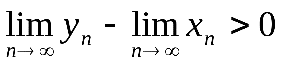 lim y_n - lim x_n > 0
n→∞ n→∞